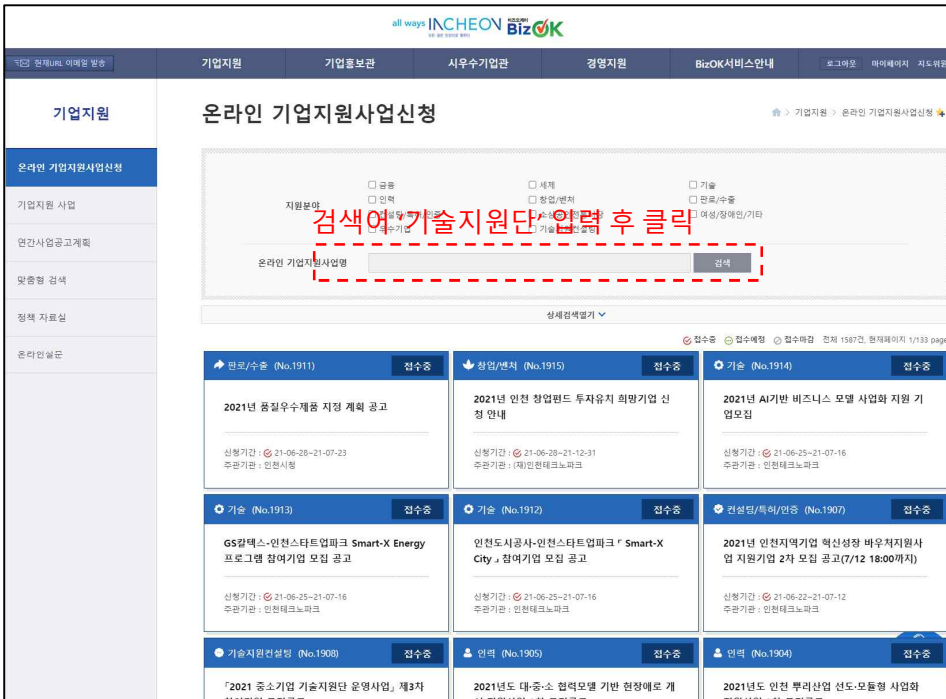 all ways INCHEON
비즈오케이
BizOK
현재URL 이메일 발송
기업지원
기업홍보관
시우수기업관
경영지원
BizOK서비스안내
로그아웃
마이페이지
지도위원
기업지원
온라인 기업지원사업신청
기업지원 > 온라인 기업지원사업신청
온라인 기업지원사업신청
기업지원 사업
연간사업공고계획
맞춤형 검색
정책 자료실
온라인설문
지원분야
금융
세제
기술
인력
창업/벤처
판로/수출
여성/장애인/기타
검색어 '기술지원단' 입력 후 클릭
우수기업
온라인 기업지원사업명
검색
상세검색열기
접수중 접수예정 접수마감 전체 1587건, 현재페이지 1/133 page
판로/수출 (No.1911) 접수중
2021년 품질우수제품 지정 계획 공고
신청기간 : 21-06-28~21-07-23
주관기관 : 인천시청
창업/벤처 (No.1915) 접수중
2021년 인천 창업펀드 투자유치 희망기업 신
청 안내
신청기간 : 21-06-28~21-12-31
주관기관 : (재)인천테크노파크
기술 (No.1914) 접수중
2021년 AI기반 비즈니스 모델 사업화 지원 기
업모집
신청기간 : 21-06-25~21-07-16
주관기관 : 인천테크노파크
기술 (No.1913) 접수중
GS칼텍스-인천스타트업파크 Smart-X Energy
프로그램 참여기업 모집 공고
신청기간 : 21-06-25~21-07-16
주관기관 : 인천테크노파크
기술 (No.1912) 접수중
인천도시공사-인천스타트업파크「 Smart-X
City 」참여기업 모집 공고
신청기간 : 21-06-25~21-07-16
주관기관 : 인천테크노파크
컨설팅/특허/인증 (No.1907) 접수중
2021년 인천지역기업 혁신성장 바우처지원사
업 지원기업 2차 모집 공고(7/12 18:00까지)
신청기간 : 21-06-22~21-07-12
주관기관 : 인천테크노파크
기술지원컨설팅 (No.1908) 접수중
「2021 중소기업 기술지원단 운영사업」 제3차
인력 (No.1905) 접수중
2021년도 대·중·소 협력모델 기반 현장애로 개
인력 (No.1904) 접수중
2021년도 인천 뿌리산업 선도·모듈형 사업화